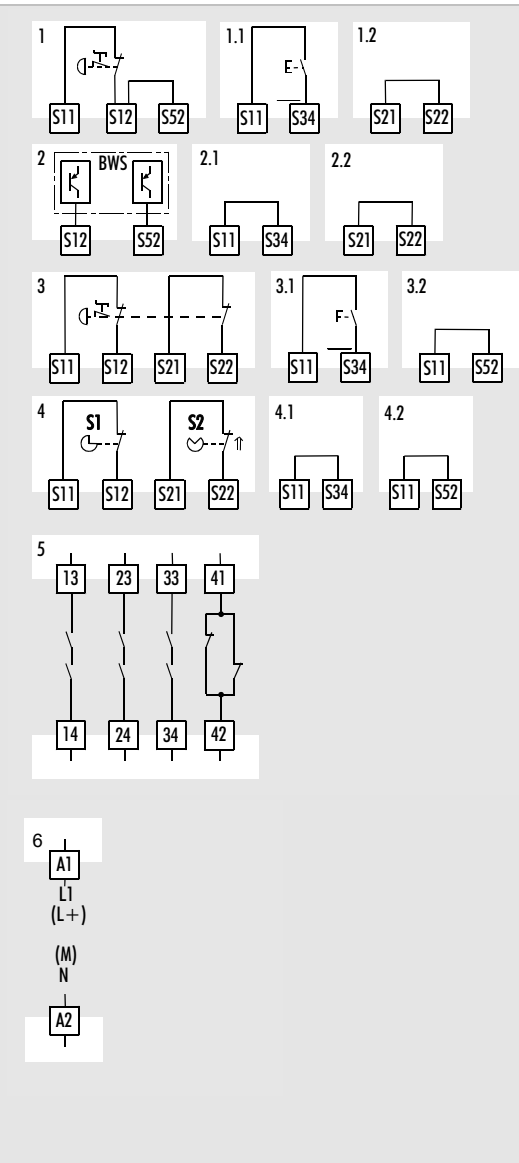 1 1.1 1.2
E
S11 S12 S52 S11 S34 S21 S22
2 BWS 2.1 2.2
S12 S52 S11 S34 S21 S22
3 3.1 3.2
S11 S12 S21 S22 S11 S34 S11 S52
4 S1 S2 4.1 4.2
S11 S12 S21 S22 S11 S34 S11 S52
5
13 23 33 41
14 24 34 42
6
A1
L1
(L+)
(M)
N
A2